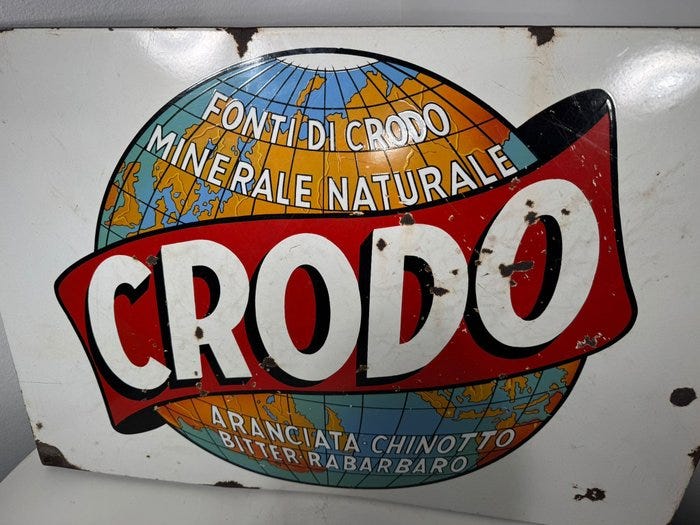 FONTI DI CRODO
MINERALE NATURALE
CRODO
ARANCIATA · CHINOTTO
BITTER · RABARBARO